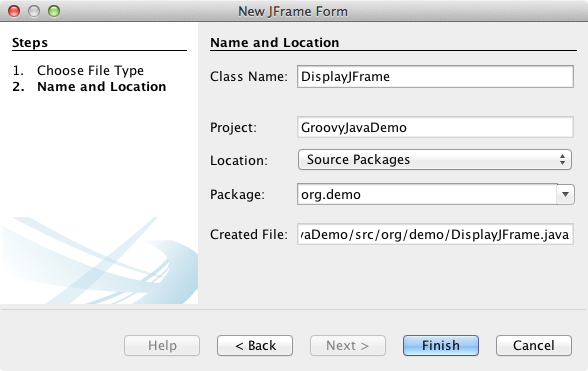 New JFrame Form
Steps
1. Choose File Type
2. Name and Location
Name and Location
Class Name: DisplayJFrame
Project: GroovyJavaDemo
Location: Source Packages
Package: org.demo
Created File: vaDemo/src/org/demo/DisplayJFrame.java
Help < Back Next > Finish Cancel